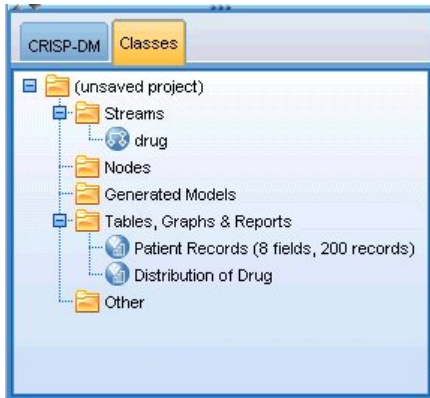 CRISP-DM Classes
(unsaved project)
Streams
drug
Nodes
Generated Models
Tables, Graphs & Reports
Patient Records (8 fields, 200 records)
Distribution of Drug
Other